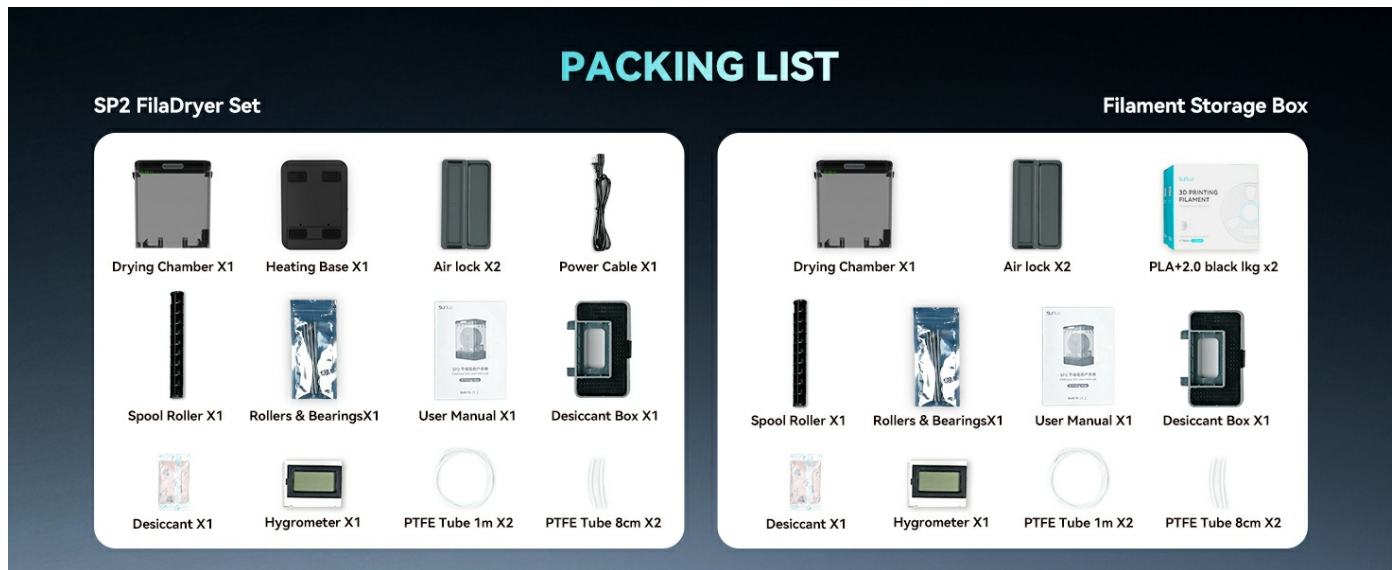 PACKING LIST
SP2 FilaDryer Set
Filament Storage Box
Drying Chamber X1
Heating Base X1
Air lock X2
Power Cable X1
Spool Roller X1
Rollers & BearingsX1
User Manual X1
Desiccant Box X1
Desiccant X1
Hygrometer X1
PTFE Tube 1m X2
PTFE Tube 8cm X2
Drying Chamber X1
Air lock X2
3D PRINTING
FILAMENT
PLA+2.0 black lkg x2
Spool Roller X1
Rollers & BearingsX1
User Manual X1
Desiccant Box X1
Desiccant X1
Hygrometer X1
PTFE Tube 1m X2
PTFE Tube 8cm X2